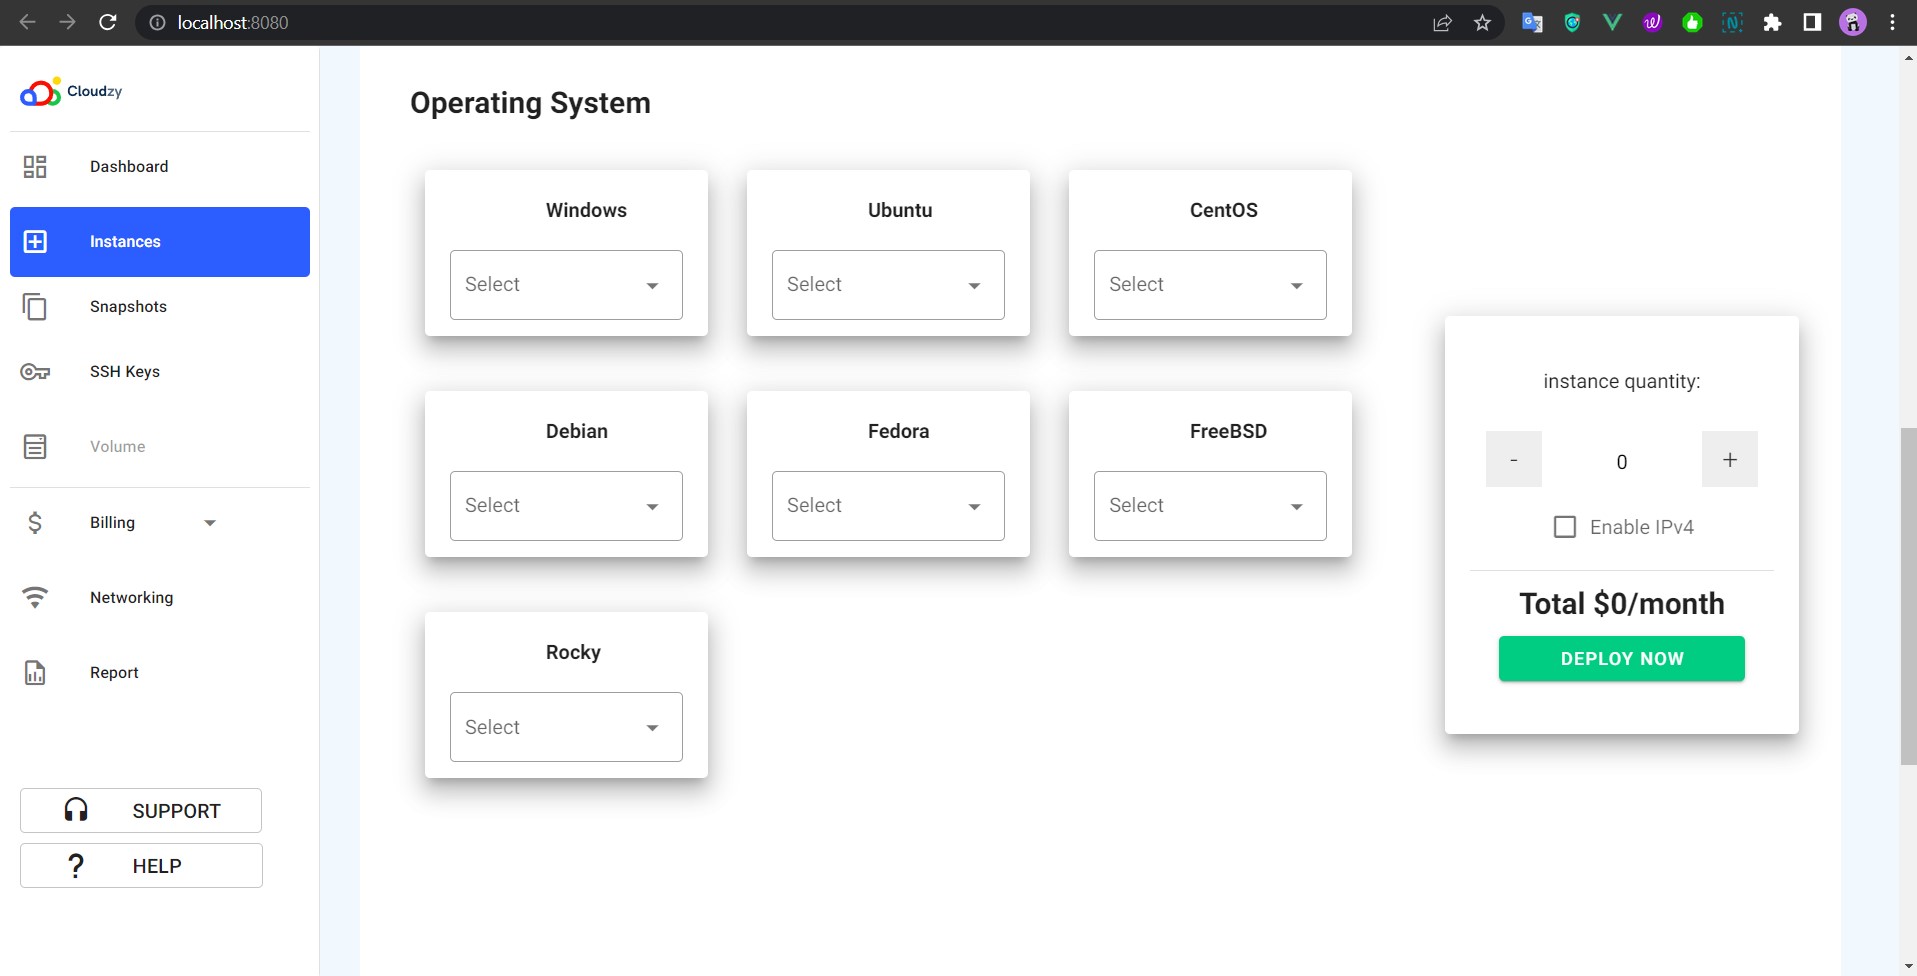 localhost:8080
Cloudzy
Dashboard
Instances
Snapshots
SSH Keys
Volume
Billing
Networking
Report
SUPPORT
? HELP
Operating System
Windows
Select
Ubuntu
Select
CentOS
Select
Debian
Select
Fedora
Select
FreeBSD
Select
Rocky
Select
instance quantity:
- 0 +
Enable IPv4
Total $0/month
DEPLOY NOW